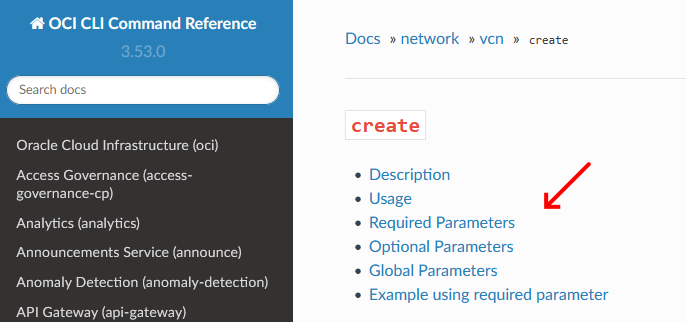 OCI CLI Command Reference
3.53.0
Search docs
Oracle Cloud Infrastructure (oci)
Access Governance (access-
governance-cp)
Analytics (analytics)
Announcements Service (announce)
Anomaly Detection (anomaly-detection)
API Gateway (api-gateway)
Docs » network » vcn » create
create
• Description
• Usage
• Required Parameters
• Optional Parameters
• Global Parameters
• Example using required parameter